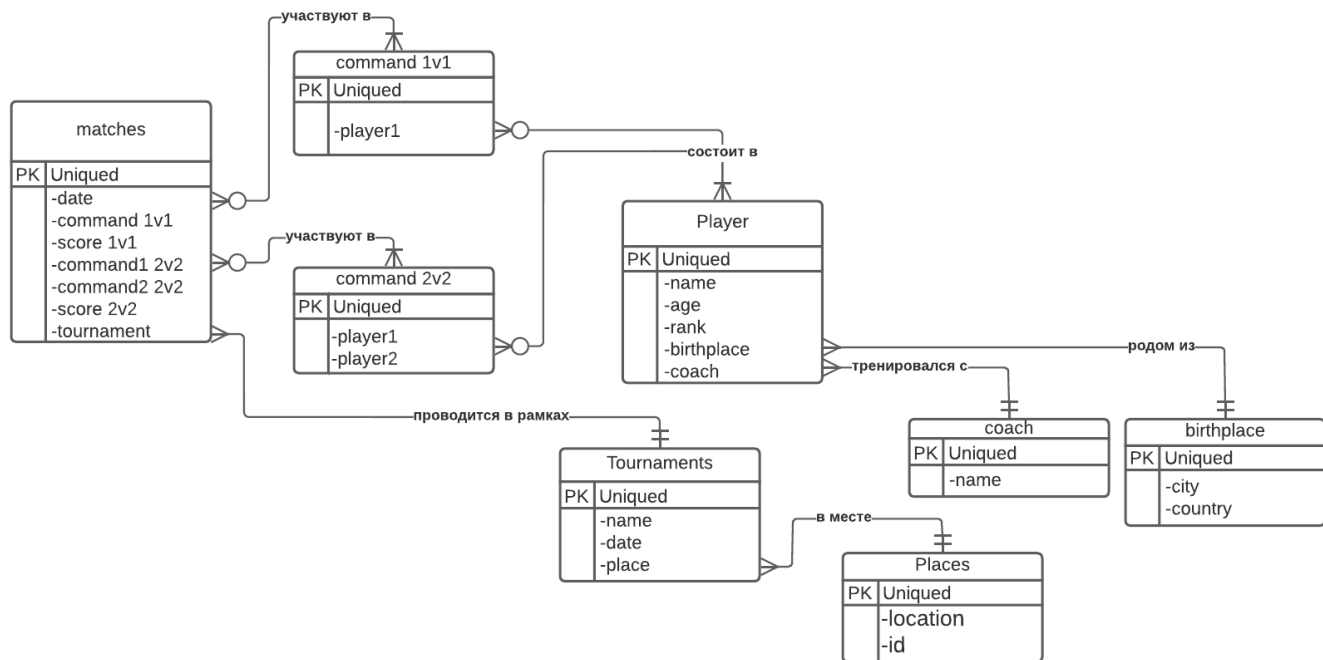 участвуют в
command 1v1
PK Uniqued
-player1
matches
PK Uniqued
-date
-command 1v1
-score 1v1
-command1 2v2
-command2 2v2
-score 2v2
-tournament
участвуют в
command 2v2
PK Uniqued
-player1
-player2
состоит в
Player
PK Uniqued
-name
-age
-rank
-birthplace
-coach
родом из
тренировался с
coach
PK Uniqued
-name
birthplace
PK Uniqued
-city
-country
проводится в рамках
Tournaments
PK Uniqued
-name
-date
-place
в месте
Places
PK Uniqued
-location
-id